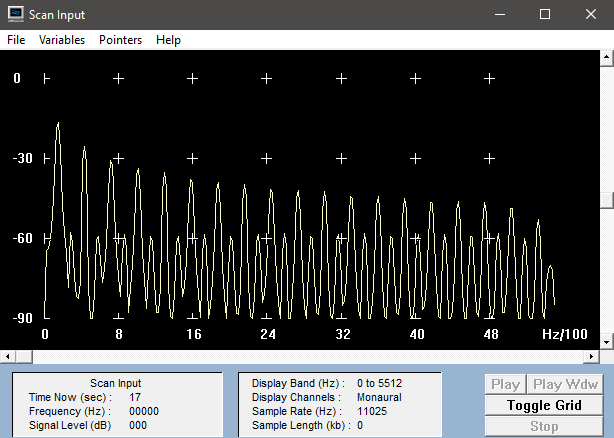 Scan Input
File Variables Pointers Help
0
-30
-60
-90
0 8 16 24 32 40 48 Hz/100
Scan Input
Time Now (sec) : 17
Frequency (Hz) : 00000
Signal Level (dB) 000
Display Band (Hz) : 0 to 5512
Display Channels : Monaural
Sample Rate (Hz) : 11025
Sample Length (kb) : 0
Play Play Wdw
Toggle Grid
Stop